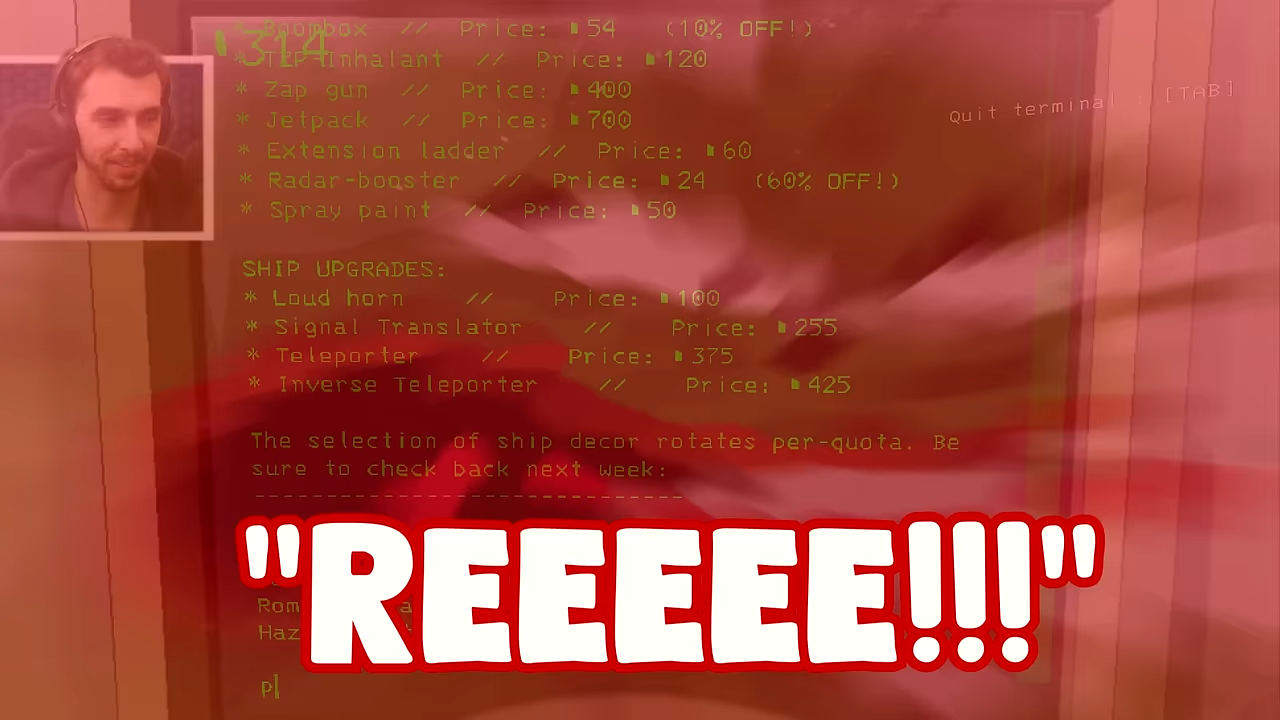 * Boombox // Price: 54 (10% OFF!)
314
* TZP-Inhalant // Price: 120
* Zap gun // Price: 400
* Jetpack // Price: 700
Quit terminal : [TAB]
* Extension ladder // Price: 60
* Radar-booster // Price: 24 (60% OFF!)
* Spray paint // Price: 50
SHIP UPGRADES:
* Loud horn // Price: 100
* Signal Translator // Price: 255
* Teleporter // Price: 375
* Inverse Teleporter // Price: 425
The selection of ship decor rotates per-quota. Be
sure to check back next week:
------------------------------
"REEEEE!!!"
Rom
Haz
p